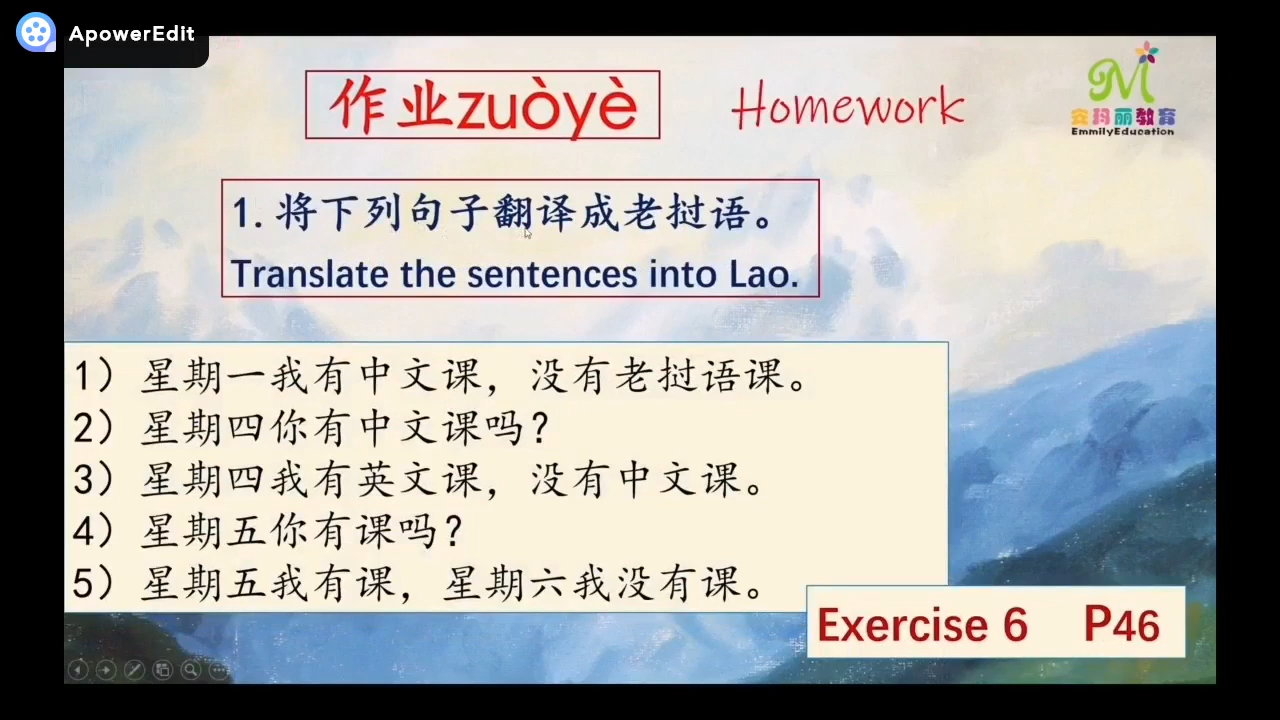 ApowerEdit
作业zuòyè
Homework
安玛丽教育
EmmilyEducation
1. 将下列句子翻译成老挝语。
Translate the sentences into Lao.
1）星期一我有中文课，没有老挝语课。
2）星期四你有中文课吗？
3）星期四我有英文课，没有中文课。
4）星期五你有课吗？
5）星期五我有课，星期六我没有课。
Exercise 6 P46